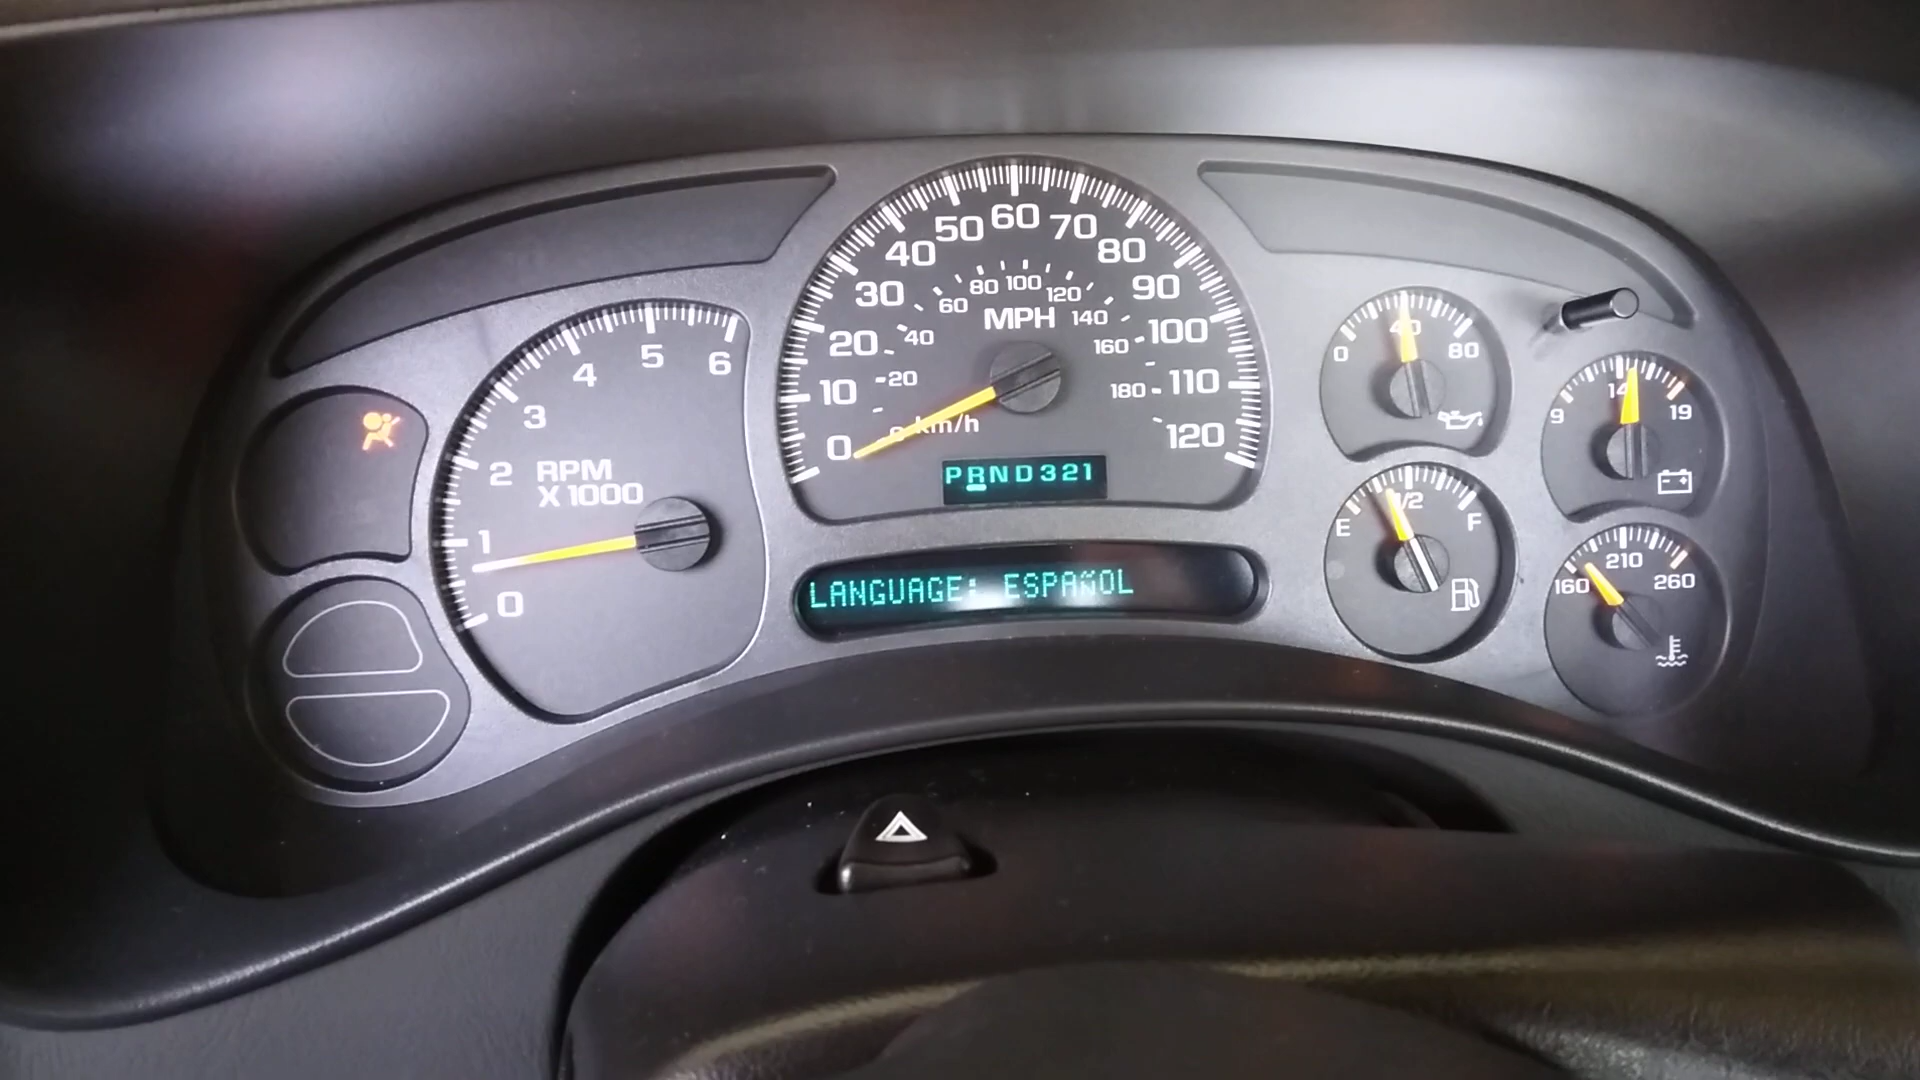 0 1 2 3 4 5 6
RPM
X 1000
0 10 20 30 40 50 60 70 80 90 100 110 120
20 40 60 80 100 120 140 160 180
MPH
km/h
PRND321
LANGUAGE: ESPAÑOL
0 40 80
9 14 19
E 1/2 F
160 210 260